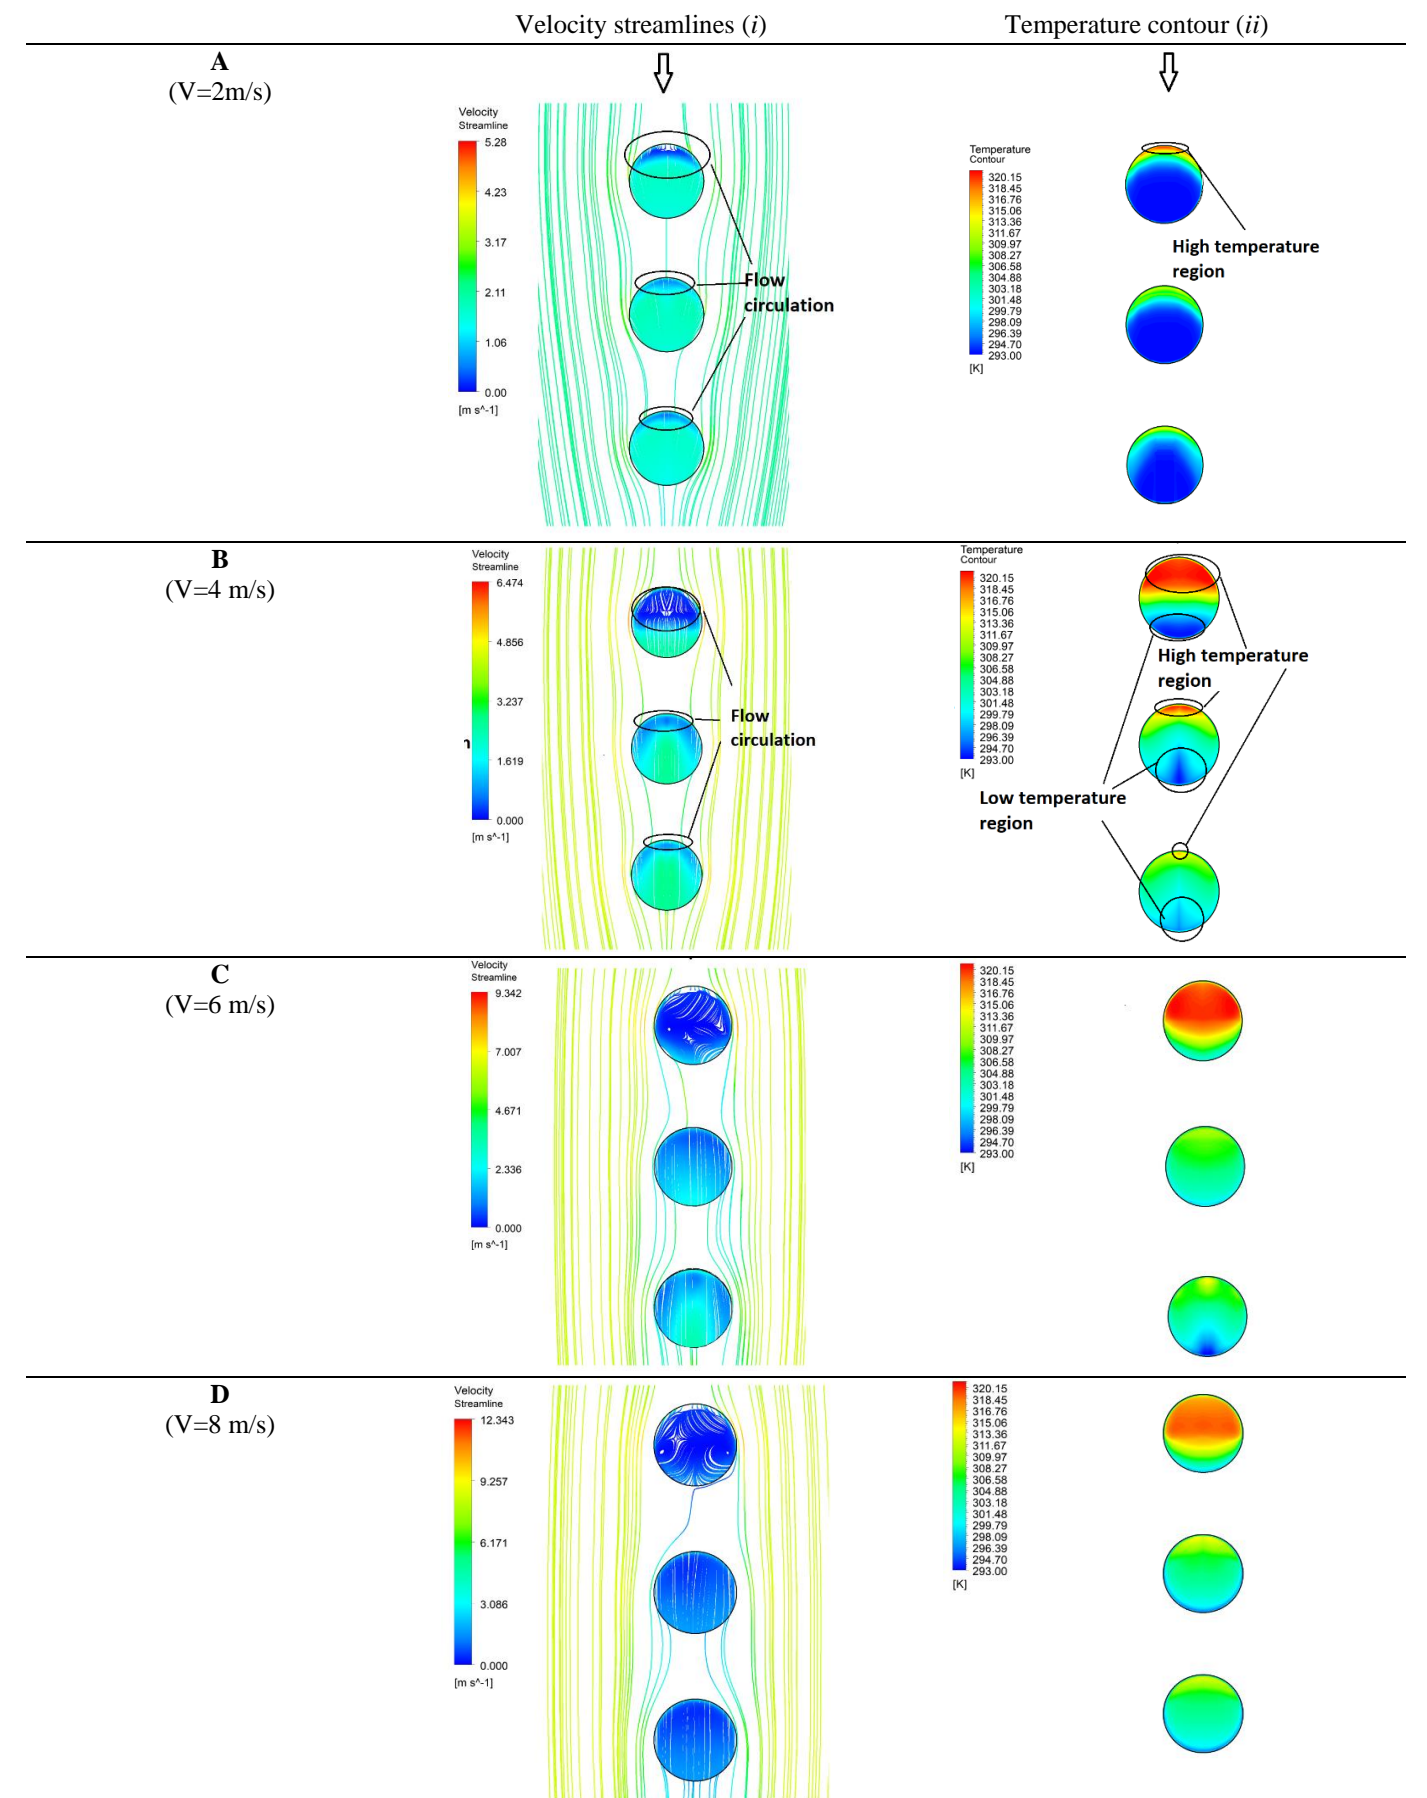 Velocity streamlines (i)
Temperature contour (ii)
A
(V=2m/s)
Velocity
Streamline
5.28
4.23
3.17
2.11
1.06
0.00
[m s^-1]
Flow
circulation
Temperature
Contour
320.15
318.45
316.76
315.06
313.36
311.67
309.97
308.27
306.58
304.88
303.18
301.48
299.79
298.09
296.39
294.70
293.00
[K]
High temperature
region
B
(V=4 m/s)
Velocity
Streamline
6.474
4.856
3.237
1.619
0.000
[m s^-1]
Flow
circulation
Temperature
Contour
320.15
318.45
316.76
315.06
313.36
311.67
309.97
308.27
306.58
304.88
303.18
301.48
299.79
298.09
296.39
294.70
293.00
[K]
High temperature
region
Low temperature
region
C
(V=6 m/s)
Velocity
Streamline
9.342
7.007
4.671
2.336
0.000
[m s^-1]
320.15
318.45
316.76
315.06
313.36
311.67
309.97
308.27
306.58
304.88
303.18
301.48
299.79
298.09
296.39
294.70
293.00
[K]
D
(V=8 m/s)
Velocity
Streamline
12.343
9.257
6.171
3.086
0.000
[m s^-1]
320.15
318.45
316.76
315.06
313.36
311.67
309.97
308.27
306.58
304.88
303.18
301.48
299.79
298.09
296.39
294.70
293.00
[K]